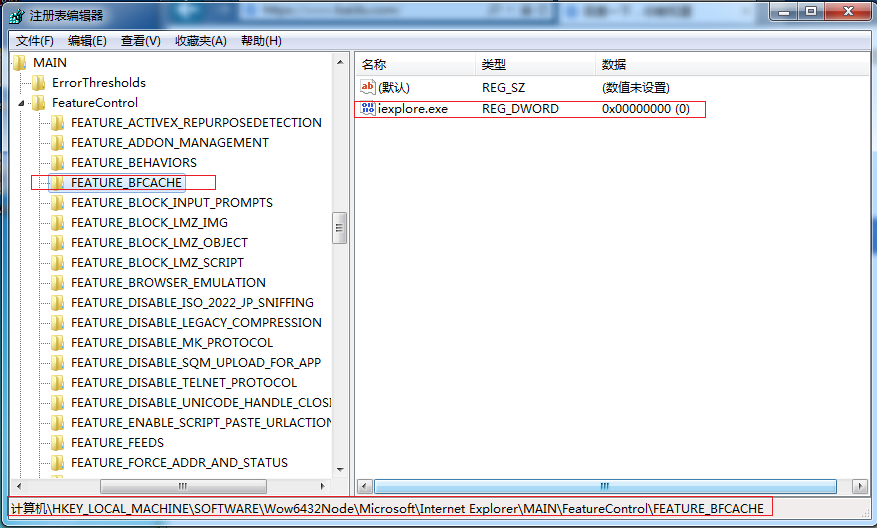 注册表编辑器
文件(F) 编辑(E) 查看(V) 收藏夹(A) 帮助(H)
MAIN
ErrorThresholds
FeatureControl
FEATURE_ACTIVEX_REPURPOSEDETECTION
FEATURE_ADDON_MANAGEMENT
FEATURE_BEHAVIORS
FEATURE_BFCACHE
FEATURE_BLOCK_INPUT_PROMPTS
FEATURE_BLOCK_LMZ_IMG
FEATURE_BLOCK_LMZ_OBJECT
FEATURE_BLOCK_LMZ_SCRIPT
FEATURE_BROWSER_EMULATION
FEATURE_DISABLE_ISO_2022_JP_SNIFFING
FEATURE_DISABLE_LEGACY_COMPRESSION
FEATURE_DISABLE_MK_PROTOCOL
FEATURE_DISABLE_SQM_UPLOAD_FOR_APP
FEATURE_DISABLE_TELNET_PROTOCOL
FEATURE_DISABLE_UNICODE_HANDLE_CLOSI
FEATURE_ENABLE_SCRIPT_PASTE_URLACTION
FEATURE_FEEDS
FEATURE_FORCE_ADDR_AND_STATUS
名称 类型 数据
(默认) REG_SZ (数值未设置)
iexplore.exe REG_DWORD 0x00000000 (0)
计算机\HKEY_LOCAL_MACHINE\SOFTWARE\Wow6432Node\Microsoft\Internet Explorer\MAIN\FeatureControl\FEATURE_BFCACHE